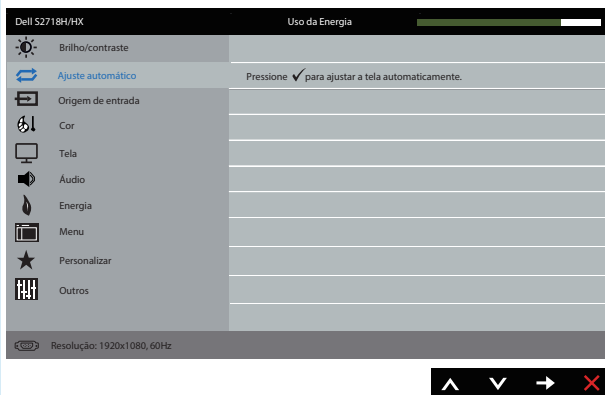 Dell S2718H/HX Uso da Energia
Brilho/contraste
Ajuste automático Pressione ✓ para ajustar a tela automaticamente.
Origem de entrada
Cor
Tela
Áudio
Energia
Menu
Personalizar
Outros
Resolução: 1920x1080, 60Hz